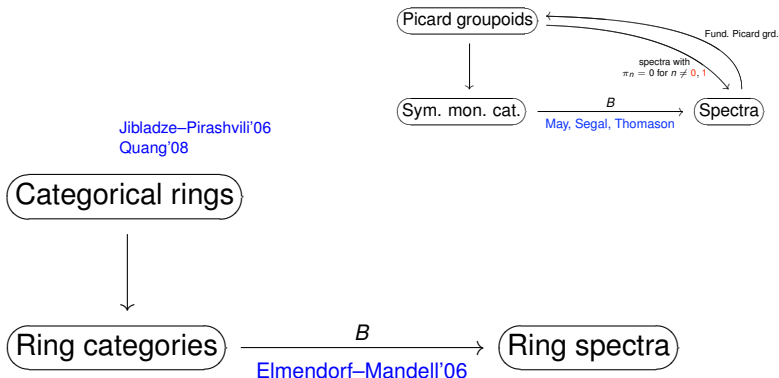 Picard groupoids
Fund. Picard grd.
spectra with
πn = 0 for n ≠ 0, 1
Sym. mon. cat.
B
Spectra
May, Segal, Thomason
Jibladze–Pirashvili'06
Quang'08
Categorical rings
Ring categories
B
Ring spectra
Elmendorf–Mandell'06